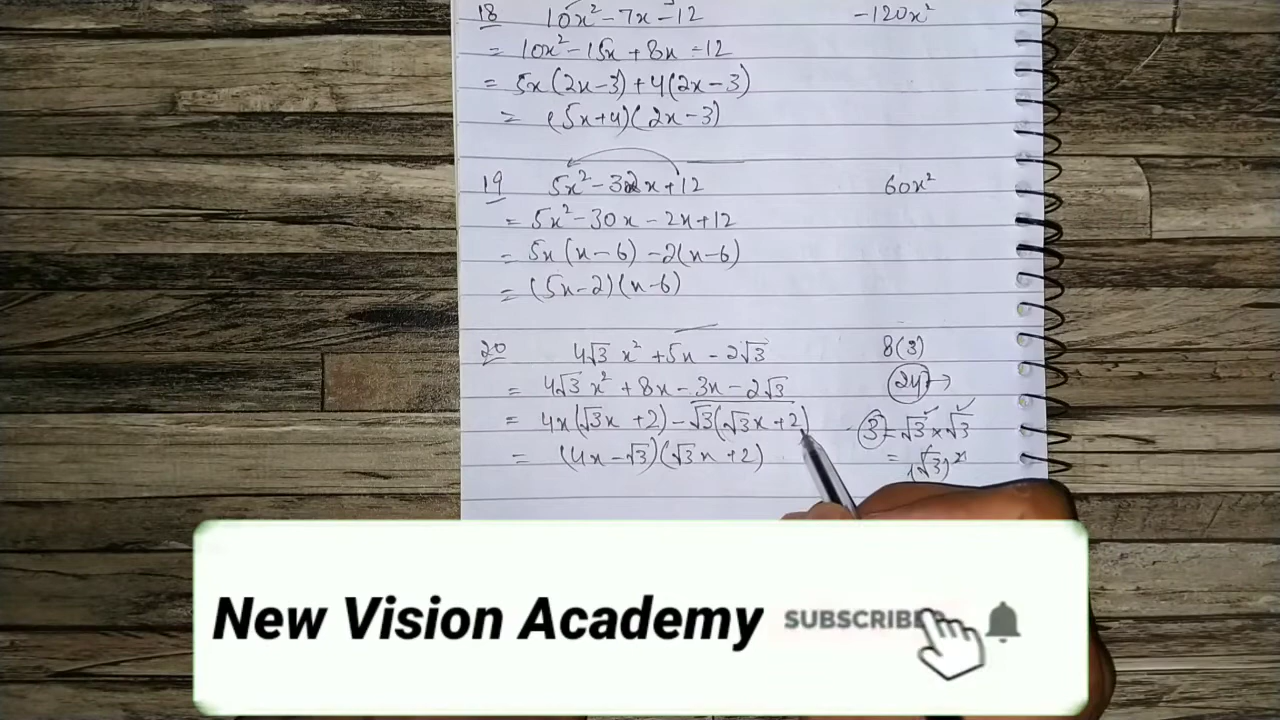 18 10x² - 7x - 12 -120x²
= 10x² - 15x + 8x - 12
= 5x(2x-3) + 4(2x-3)
= (5x+4)(2x-3)
19 5x² - 32x + 12 60x²
= 5x² - 30x - 2x + 12
= 5x(x-6) - 2(x-6)
= (5x-2)(x-6)
20 4√3 x² + 5x - 2√3 8(3)
= 4√3 x² + 8x - 3x - 2√3 24 →
= 4x(√3x + 2) - √3(√3x + 2) 3 = √3 × √3
= (4x - √3)(√3x + 2) = (√3)²
New Vision Academy SUBSCRIBE